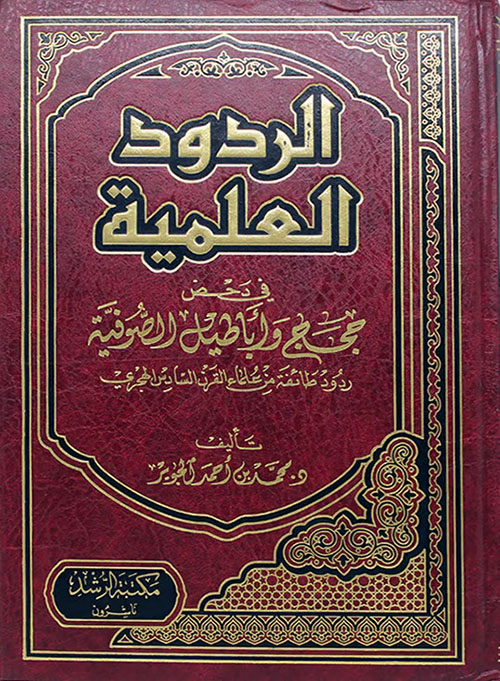 الردود
العلمية
في دحض
حجج وأباطيل الصوفية
ردود طائفة من علماء القرن السادس الهجري
تأليف
د. محمد بن أحمد الجوير
مكتبة الرشد
ناشرون